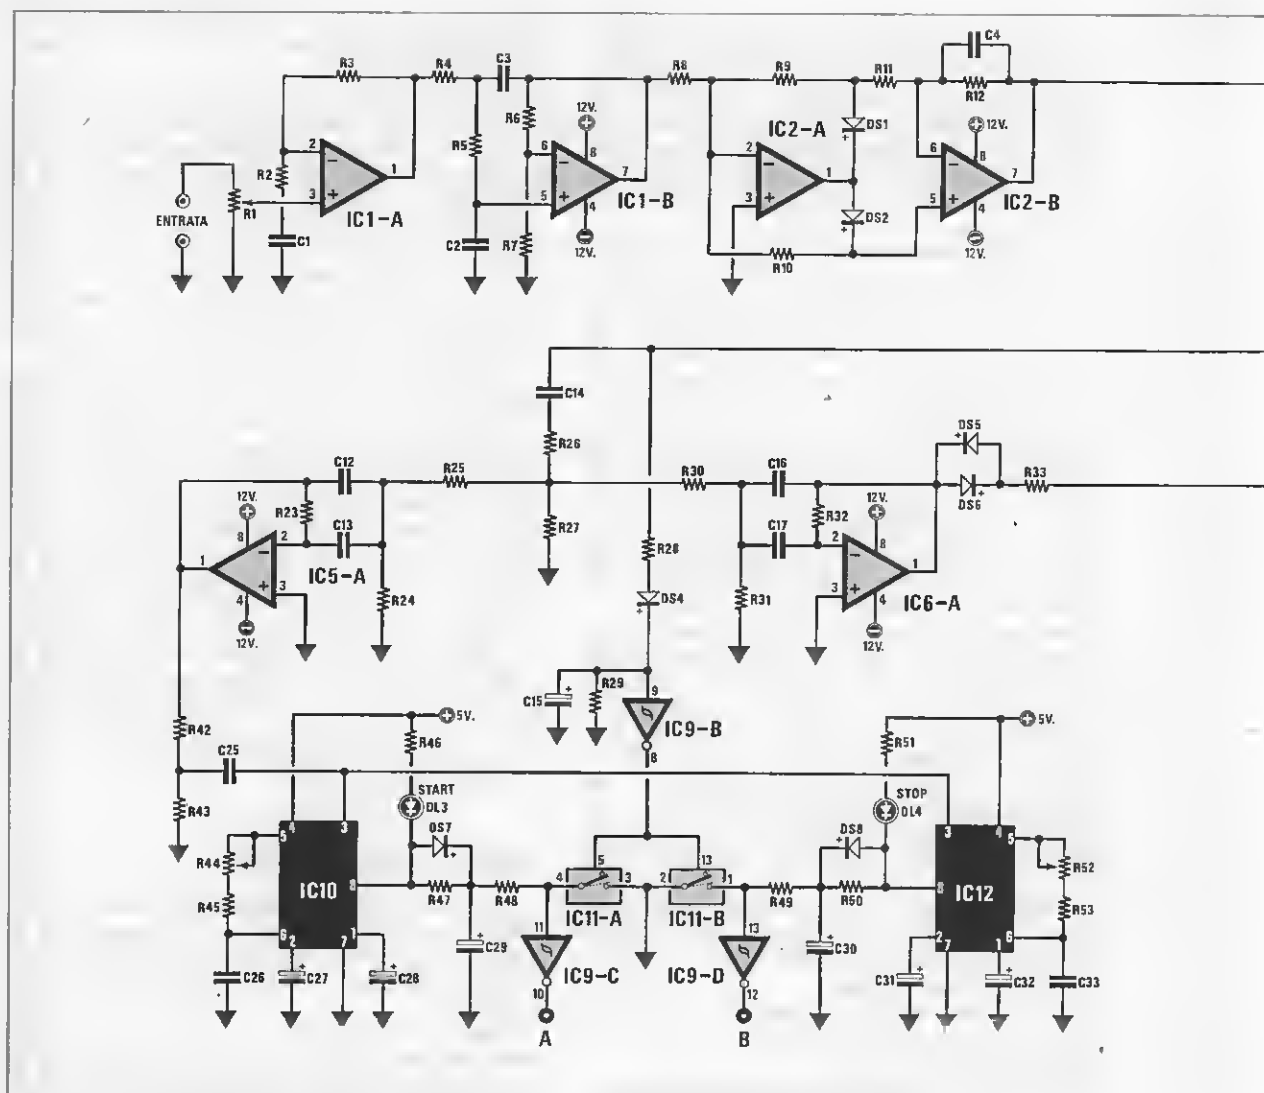 R3 R4 C3 R8 R9 R11 C4
R12
12V. IC2-A DS1 12V.
R6
R2 2 R5 6 8 2 6 8
1 7 1 7
3 5 3 5
ENTRATA R1 IC1-A IC1-B DS2 IC2-B
4 4
C1 C2 R7 12V. R10 12V.
C14
R26 DS5
C12 R25 R30 C16 R33
DS6
12V. R23 C13 R27 C17 R32 12V.
8 2 R28 2 8
1 IC5-A 1
4 3 R24 DS4 R31 3 4 IC6-A
12V. 12V.
C15 R29 9
IC9-B
R42 5V. 8 5V.
C25 R46 R51
START STOP
R43 DL3 DL4
4 3 DS7 DS8 3 4
5 5 13 5
R44 4 3 2 1 R52
IC10 8 8 IC12
R45 R47 R48 IC11-A IC11-B R49 R50 R53
6 2 7 1 11 13 2 7 1 6
C26 C27 C28 C29 IC9-C IC9-D C30 C31 C32 C33
10 12
A B